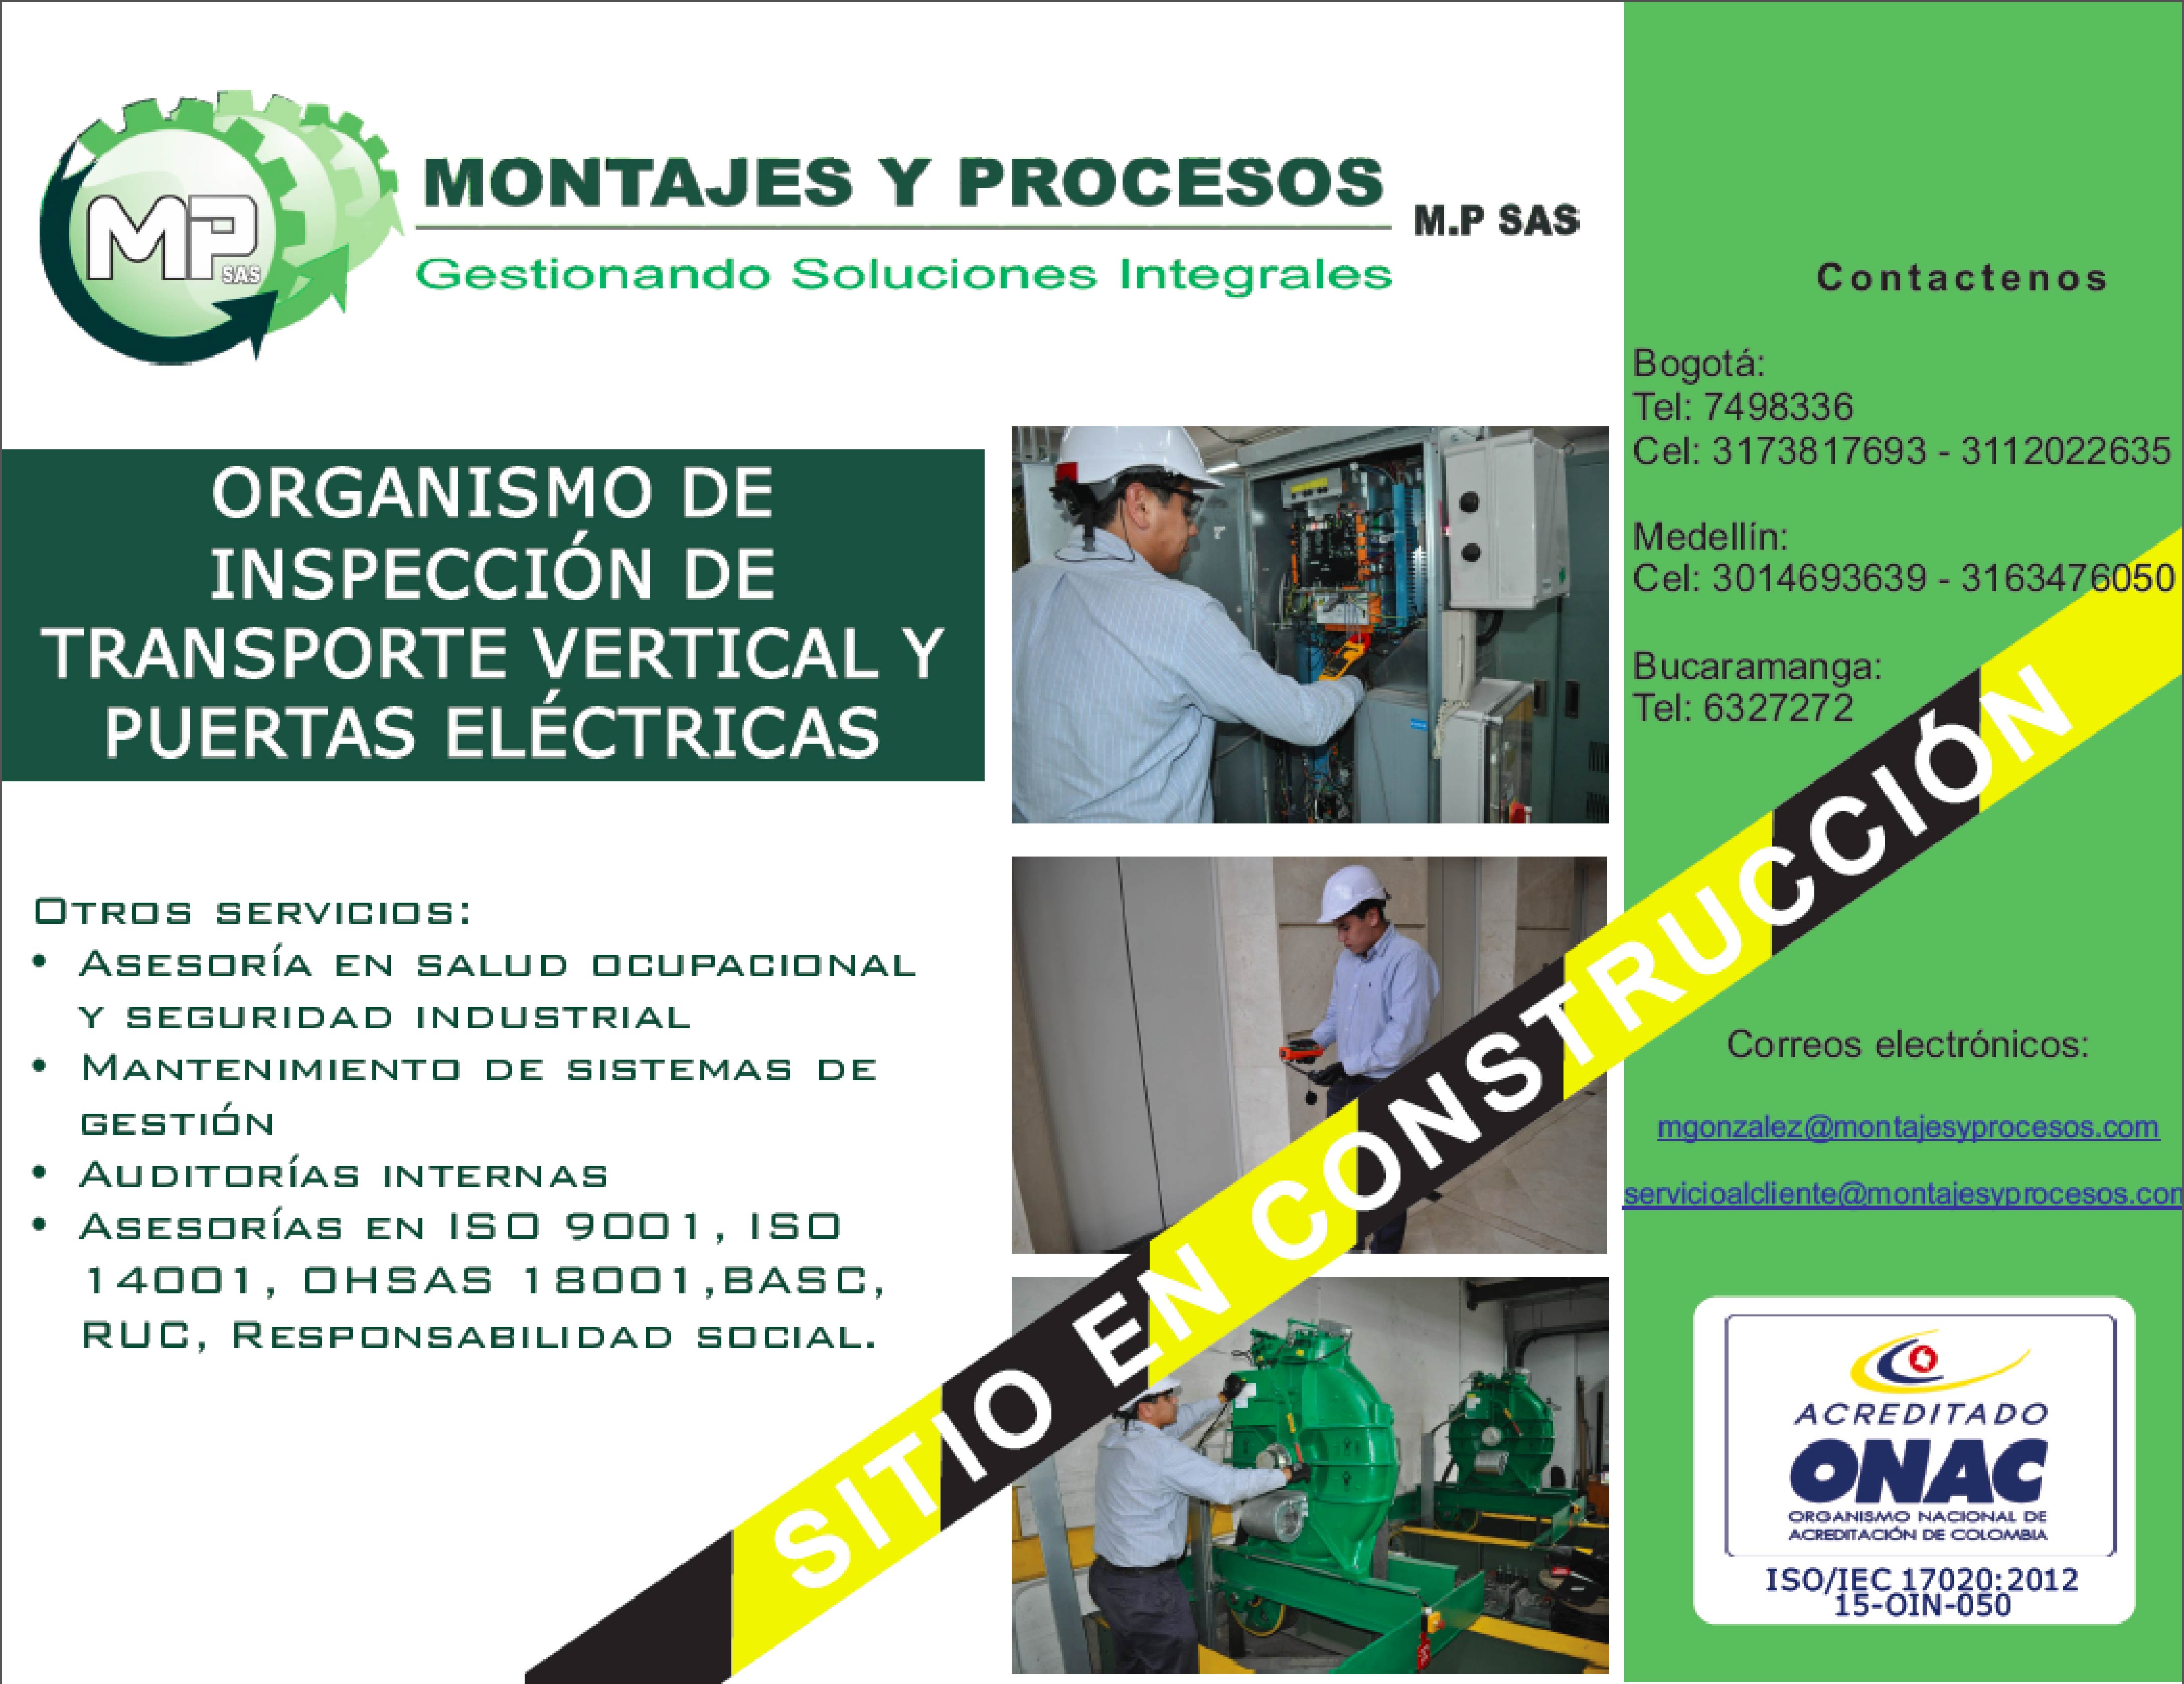 MP
SAS
MONTAJES Y PROCESOS
M.P SAS
Gestionando Soluciones Integrales
ORGANISMO DE
INSPECCIÓN DE
TRANSPORTE VERTICAL Y
PUERTAS ELÉCTRICAS
Otros servicios:
• Asesoría en salud ocupacional
y seguridad industrial
• Mantenimiento de sistemas de
gestión
• Auditorías internas
• Asesorías en ISO 9001, ISO
14001, OHSAS 18001,BASC,
RUC, Responsabilidad social.
SITIO EN CONSTRUCCIÓN
Contactenos
Bogotá:
Tel: 7498336
Cel: 3173817693 - 3112022635
Medellín:
Cel: 3014693639 - 3163476050
Bucaramanga:
Tel: 6327272
Correos electrónicos:
mgonzalez@montajesyprocesos.com
servicioalcliente@montajesyprocesos.com
ACREDITADO
ONAC
ORGANISMO NACIONAL DE
ACREDITACIÓN DE COLOMBIA
ISO/IEC 17020:2012
15-OIN-050